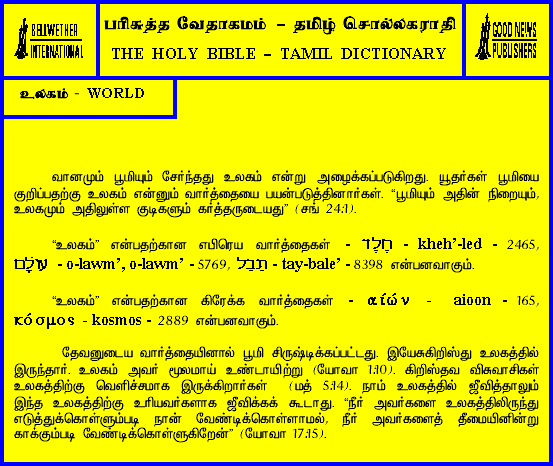 BELLWETHER
INTERNATIONAL
பரிசுத்த வேதாகமம் – தமிழ் சொல்லகராதி
THE HOLY BIBLE – TAMIL DICTIONARY
GOOD NEWS
PUBLISHERS
உலகம் - WORLD
வானமும் பூமியும் சேர்ந்தது உலகம் என்று அழைக்கப்படுகிறது. யூதர்கள் பூமியை
குறிப்பதற்கு உலகம் என்னும் வார்த்தையை பயன்படுத்தினார்கள். “பூமியும் அதின் நிறையும்,
உலகமும் அதிலுள்ள குடிகளும் கர்த்தருடையது” (சங் 24:1).
“உலகம்” என்பதற்கான எபிரெய வார்த்தைகள் - חָלֶד - kheh’-led - 2465,
עֹלָם - o-lawm’, o-lawm’ - 5769, תֵּבֵל - tay-bale’ - 8398 என்பனவாகும்.
“உலகம்” என்பதற்கான கிரேக்க வார்த்தைகள் - αἰών - aioon - 165,
κόσμος - kosmos - 2889 என்பனவாகும்.
தேவனுடைய வார்த்தையினால் பூமி சிருஷ்டிக்கப்பட்டது. இயேசுகிறிஸ்து உலகத்தில்
இருந்தார். உலகம் அவர் மூலமாய் உண்டாயிற்று (யோவா 1:10). கிறிஸ்தவ விசுவாசிகள்
உலகத்திற்கு வெளிச்சமாக இருக்கிறார்கள் (மத் 5:14). நாம் உலகத்தில் ஜீவித்தாலும்
இந்த உலகத்திற்கு உரியவர்களாக ஜீவிக்கக் கூடாது. “நீர் அவர்களை உலகத்திலிருந்து
எடுத்துக்கொள்ளும்படி நான் வேண்டிக்கொள்ளாமல், நீர் அவர்களைத் தீமையினின்று
காக்கும்படி வேண்டிக்கொள்ளுகிறேன்” (யோவா 17:15).